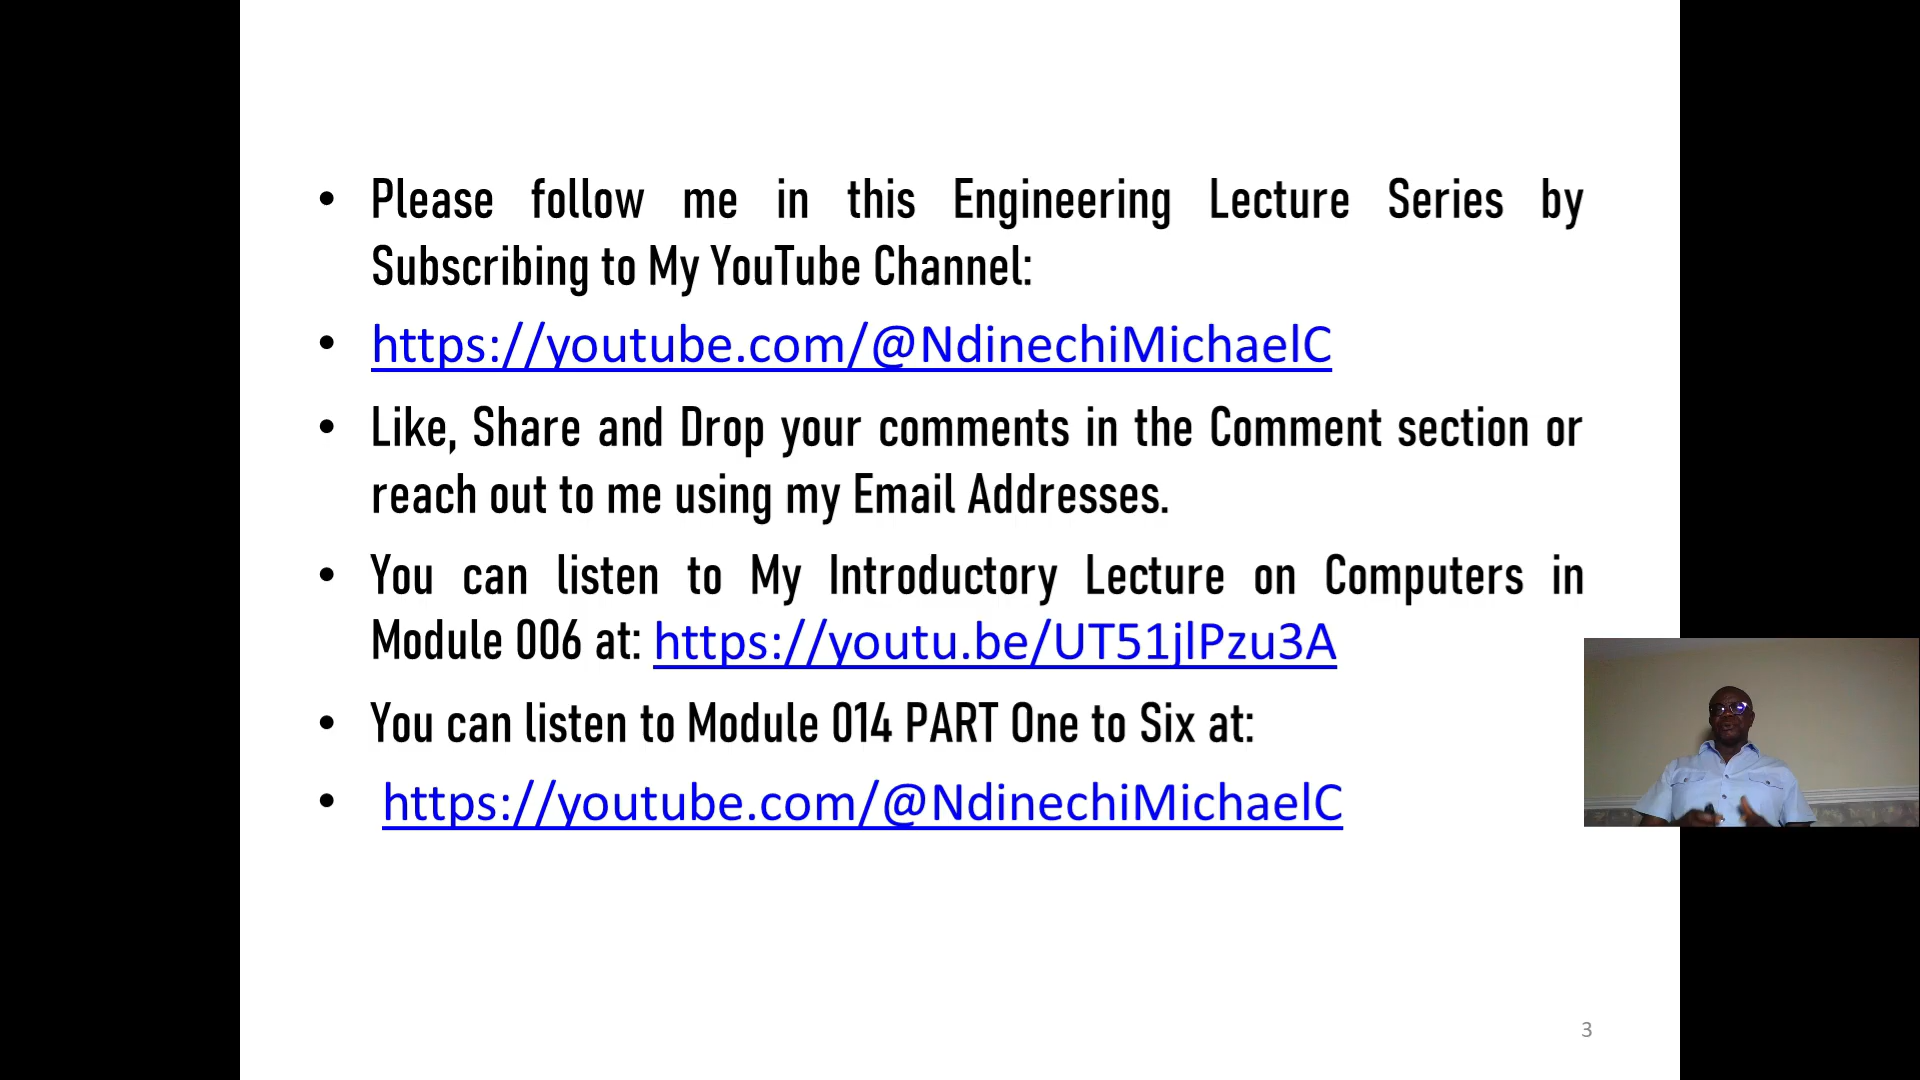 • Please follow me in this Engineering Lecture Series by
Subscribing to My YouTube Channel:
• https://youtube.com/@NdinechiMichaelC
• Like, Share and Drop your comments in the Comment section or
reach out to me using my Email Addresses.
• You can listen to My Introductory Lecture on Computers in
Module 006 at: https://youtu.be/UT51jlPzu3A
• You can listen to Module 014 PART One to Six at:
• https://youtube.com/@NdinechiMichaelC
3